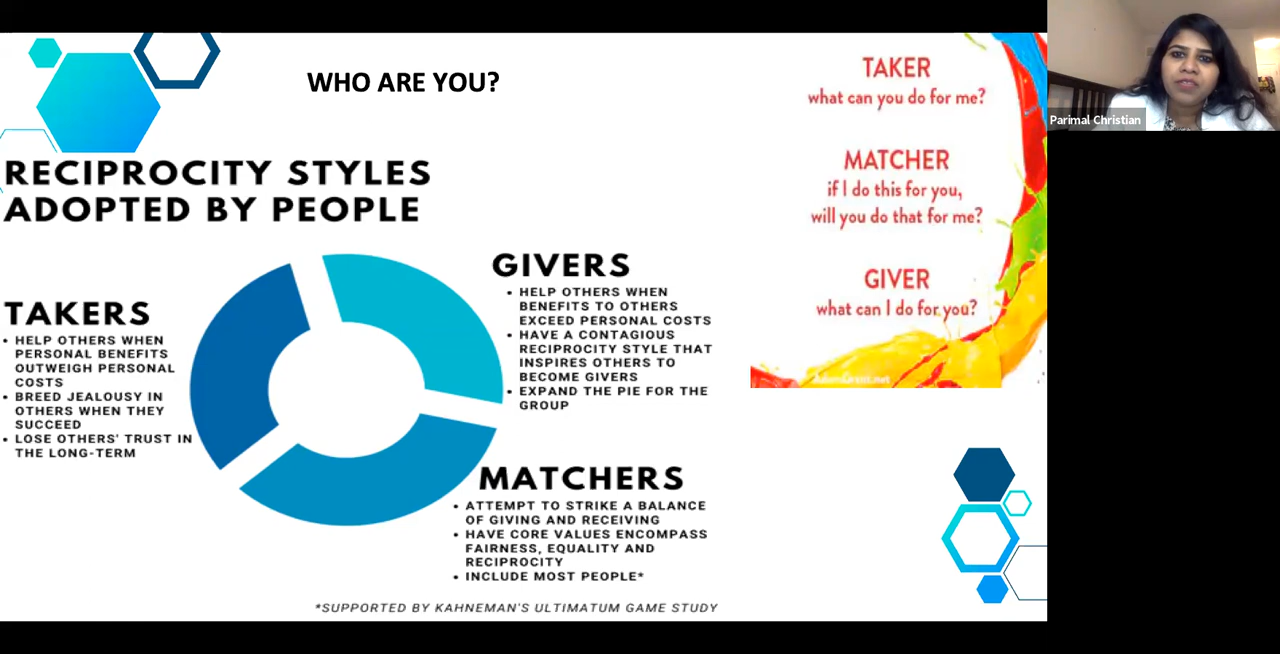 WHO ARE YOU?
RECIPROCITY STYLES
ADOPTED BY PEOPLE
TAKERS
• HELP OTHERS WHEN
PERSONAL BENEFITS
OUTWEIGH PERSONAL
COSTS
• BREED JEALOUSY IN
OTHERS WHEN THEY
SUCCEED
• LOSE OTHERS' TRUST IN
THE LONG-TERM
GIVERS
• HELP OTHERS WHEN
BENEFITS TO OTHERS
EXCEED PERSONAL COSTS
• HAVE A CONTAGIOUS
RECIPROCITY STYLE THAT
INSPIRES OTHERS TO
BECOME GIVERS
• EXPAND THE PIE FOR THE
GROUP
MATCHERS
• ATTEMPT TO STRIKE A BALANCE
OF GIVING AND RECEIVING
• HAVE CORE VALUES ENCOMPASS
FAIRNESS, EQUALITY AND
RECIPROCITY
• INCLUDE MOST PEOPLE*
*SUPPORTED BY KAHNEMAN'S ULTIMATUM GAME STUDY
TAKER
what can you do for me?
MATCHER
if I do this for you,
will you do that for me?
GIVER
what can I do for you?
Parimal Christian